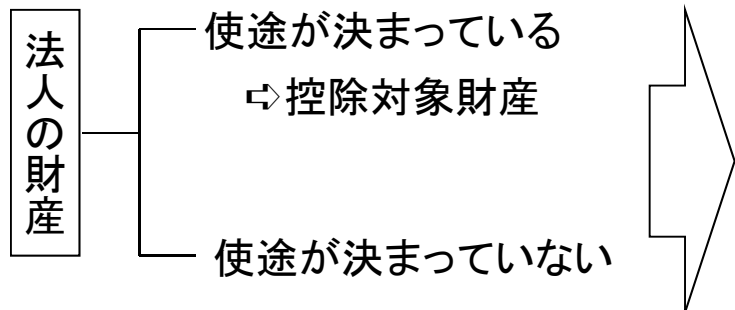 法人の財産
使途が決まっている
➪控除対象財産
使途が決まっていない